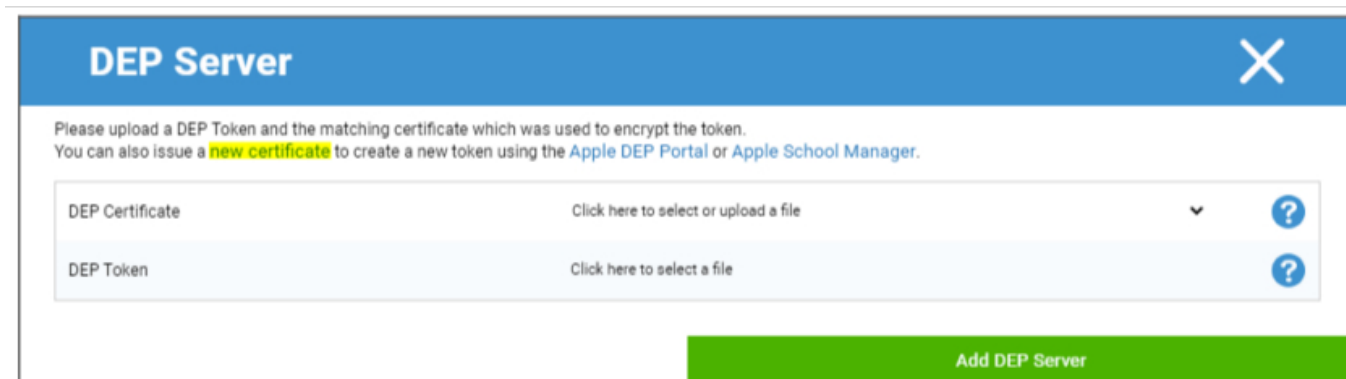 DEP Server
Please upload a DEP Token and the matching certificate which was used to encrypt the token.
You can also issue a new certificate to create a new token using the Apple DEP Portal or Apple School Manager.
DEP Certificate Click here to select or upload a file ?
DEP Token Click here to select a file ?
Add DEP Server